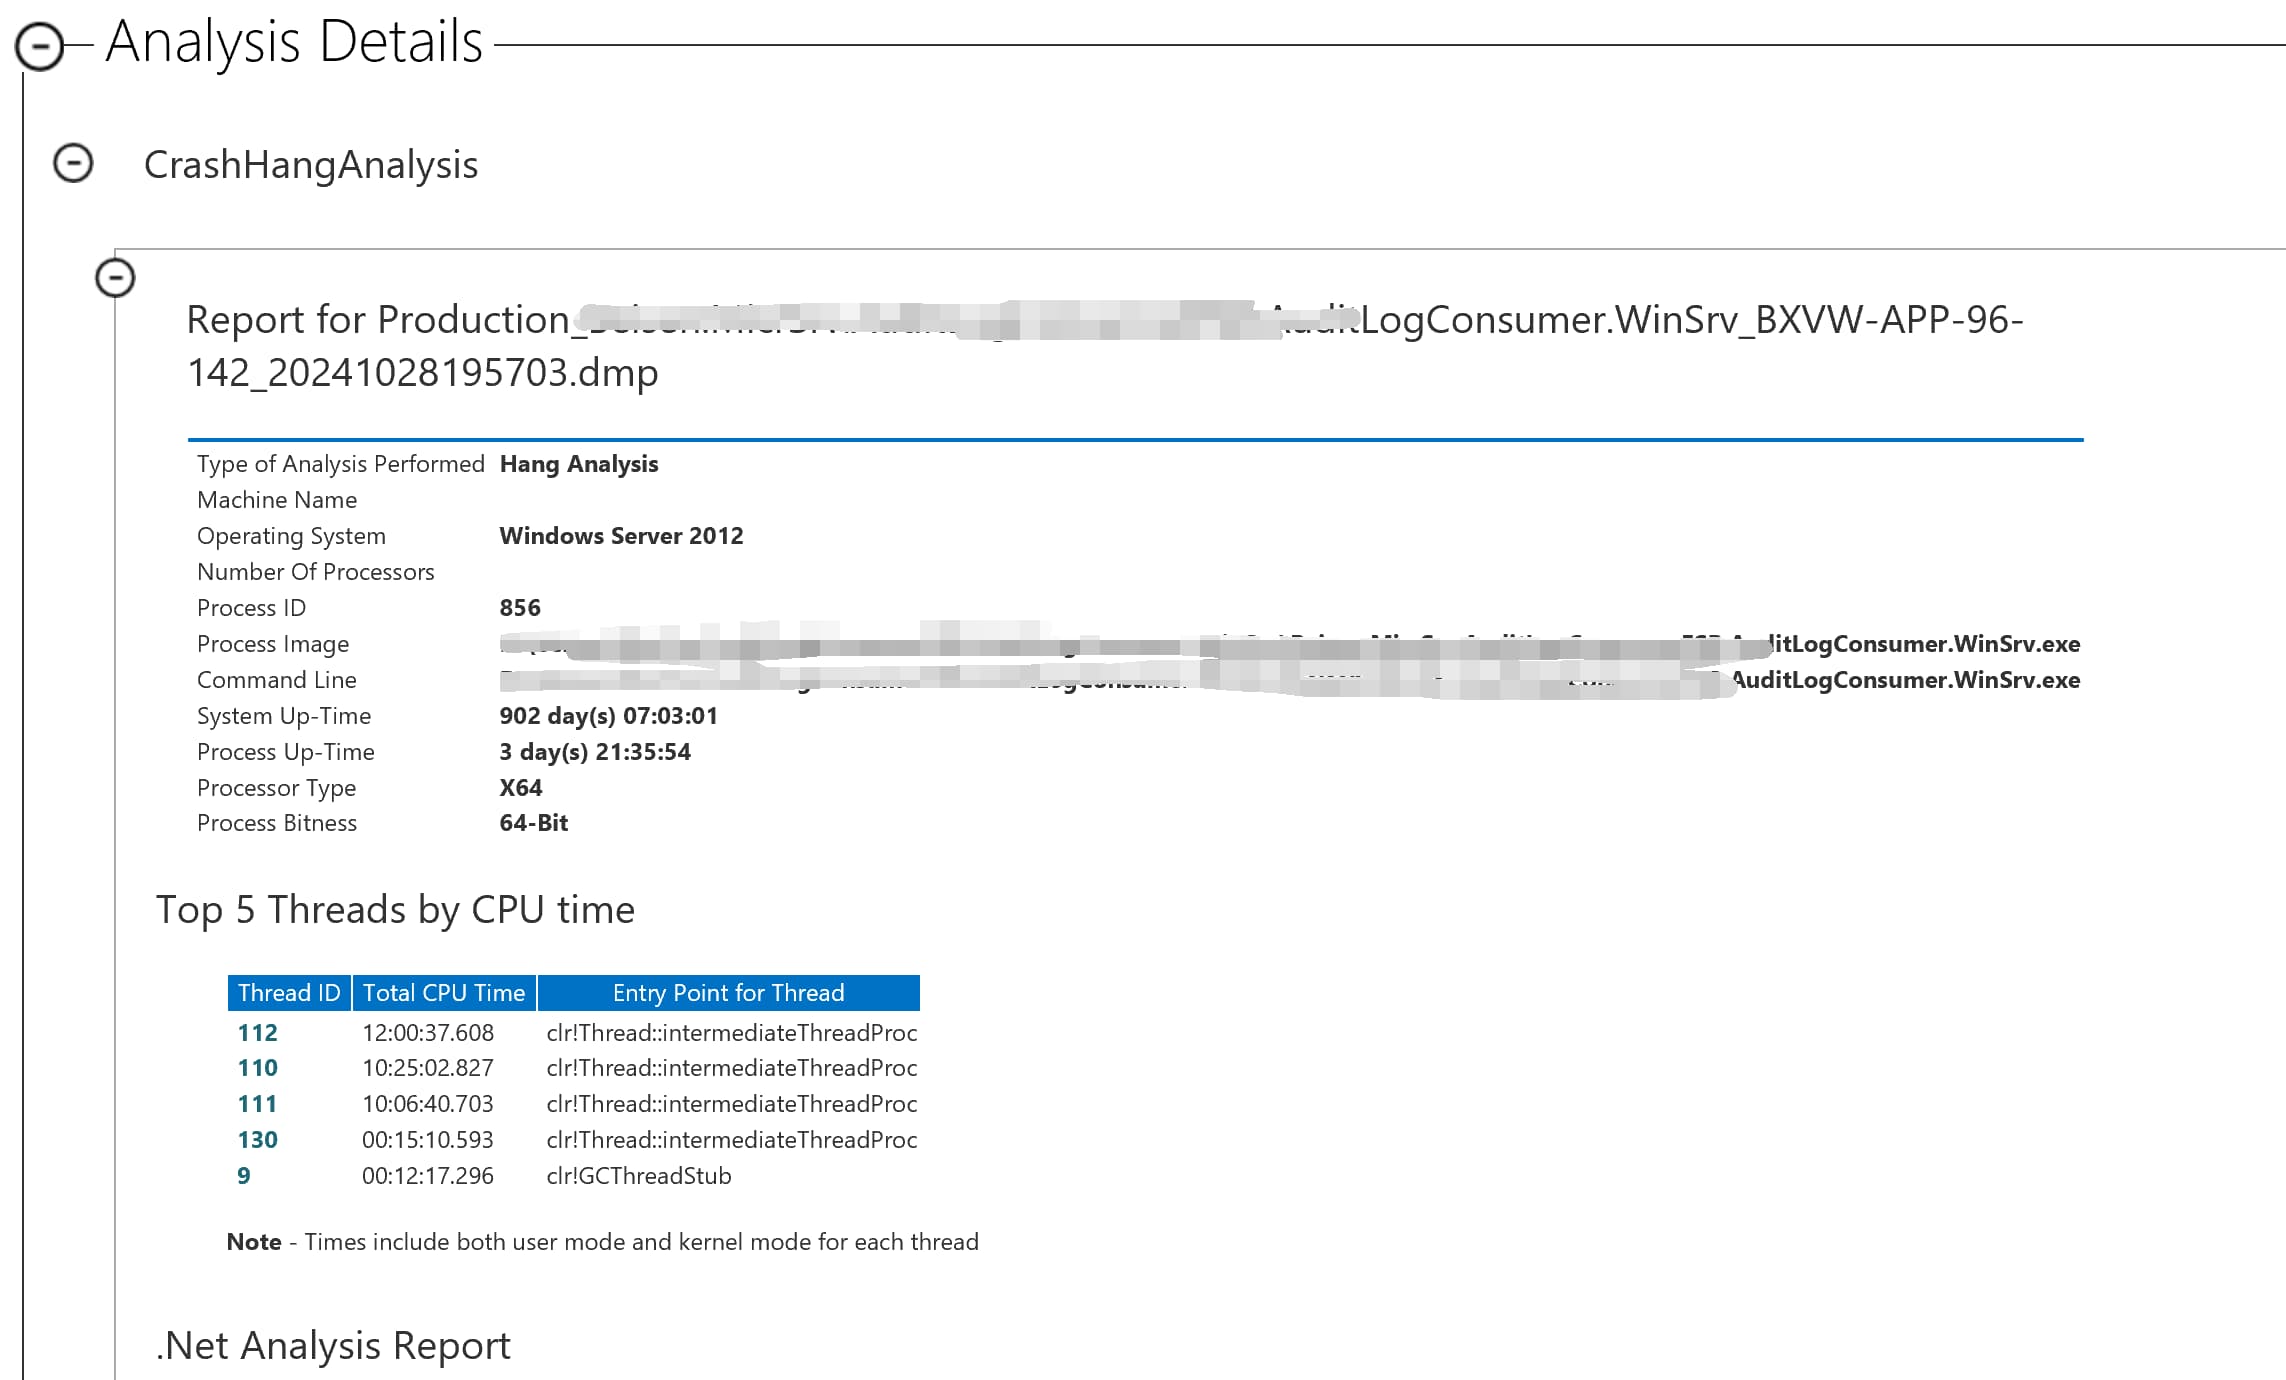 Analysis Details
CrashHangAnalysis
Report for Production_ LogConsumer.WinSrv_BXVW-APP-96-
142_20241028195703.dmp
Type of Analysis Performed Hang Analysis
Machine Name
Operating System Windows Server 2012
Number Of Processors
Process ID 856
Process Image itLogConsumer.WinSrv.exe
Command Line AuditLogConsumer.WinSrv.exe
System Up-Time 902 day(s) 07:03:01
Process Up-Time 3 day(s) 21:35:54
Processor Type X64
Process Bitness 64-Bit
Top 5 Threads by CPU time
Thread ID Total CPU Time Entry Point for Thread
112 12:00:37.608 clr!Thread::intermediateThreadProc
110 10:25:02.827 clr!Thread::intermediateThreadProc
111 10:06:40.703 clr!Thread::intermediateThreadProc
130 00:15:10.593 clr!Thread::intermediateThreadProc
9 00:12:17.296 clr!GCThreadStub
Note - Times include both user mode and kernel mode for each thread
.Net Analysis Report